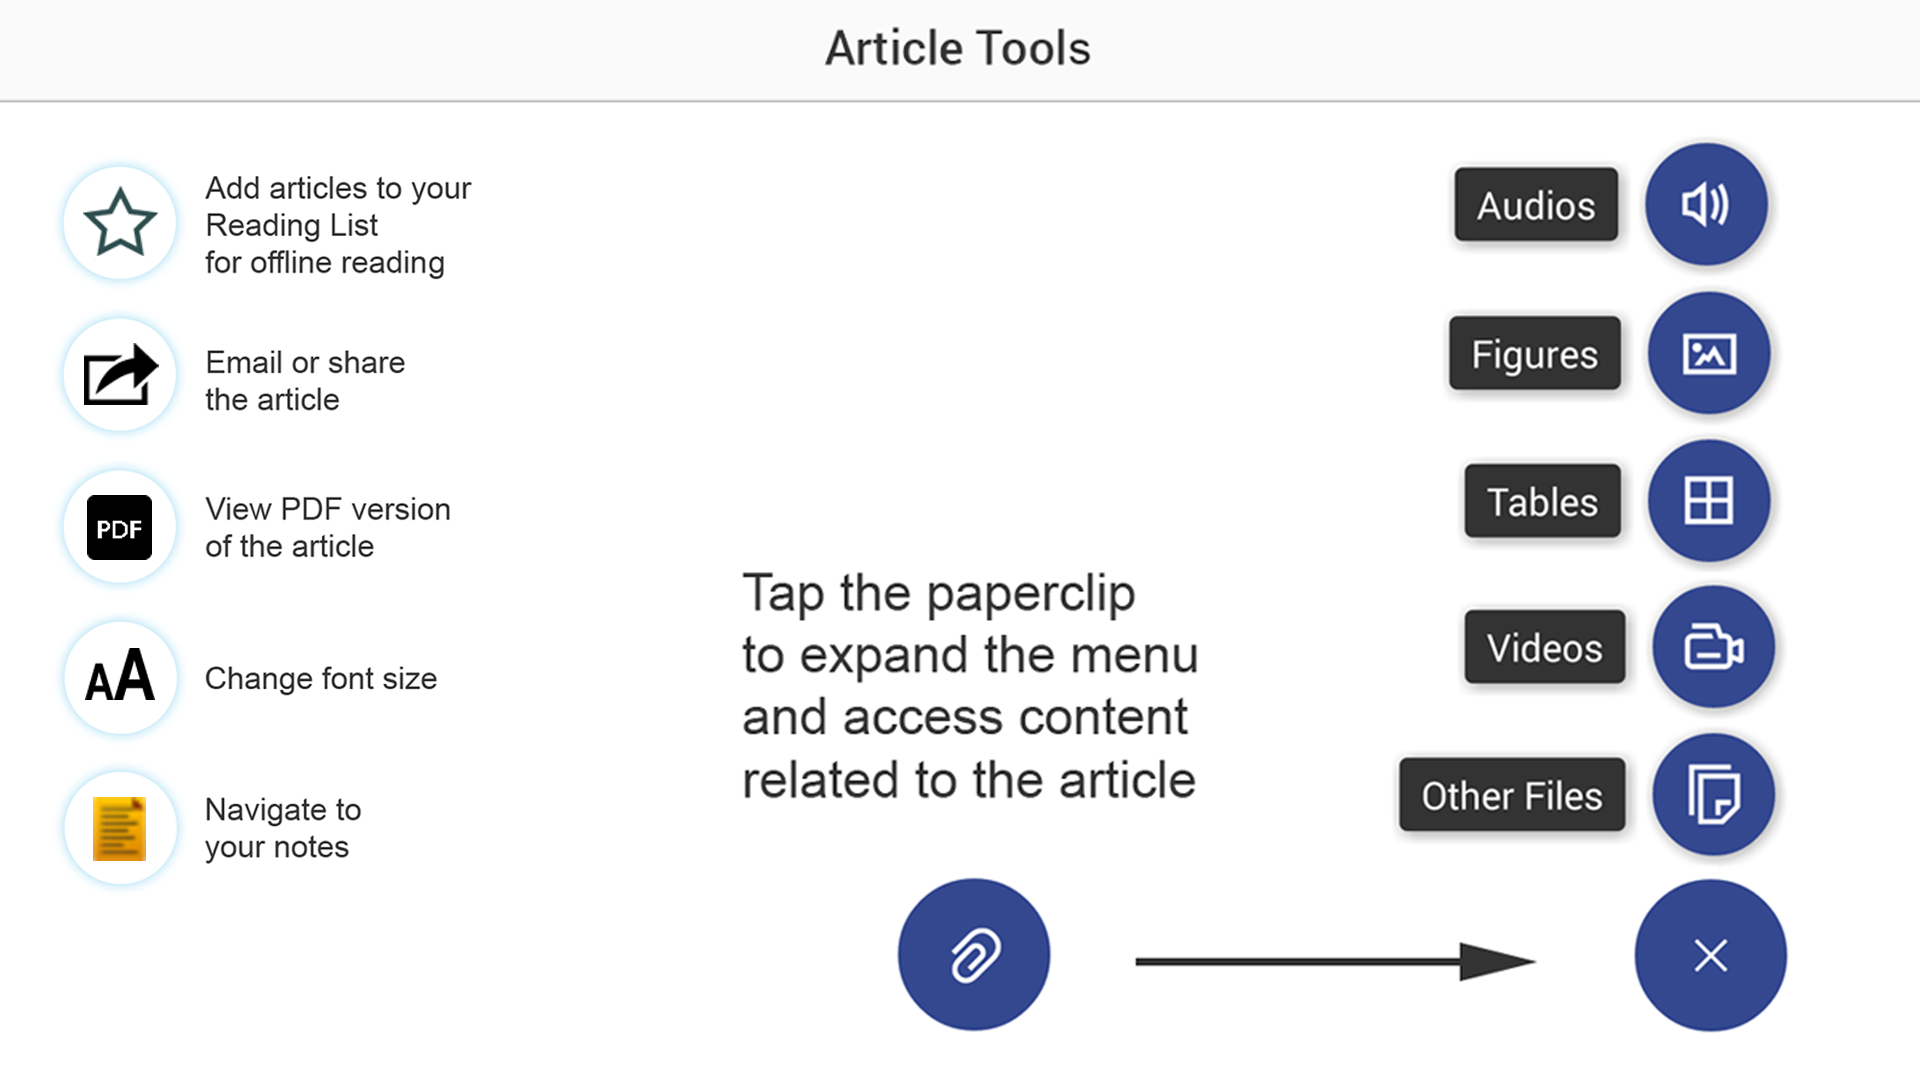 Article Tools
Add articles to your
Reading List
for offline reading
Email or share
the article
PDF
View PDF version
of the article
AA
Change font size
Navigate to
your notes
Tap the paperclip
to expand the menu
and access content
related to the article
Audios
Figures
Tables
Videos
Other Files